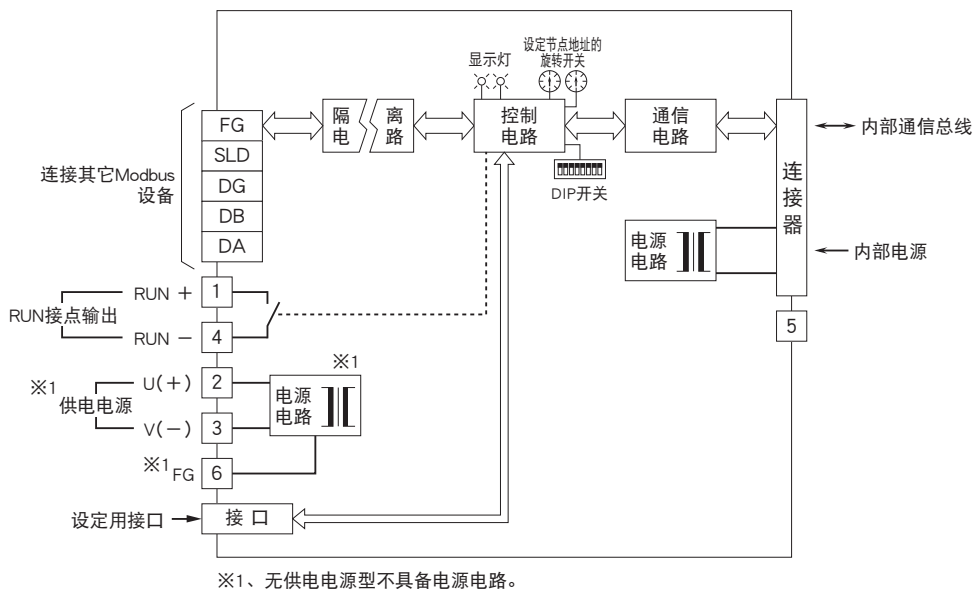 设定节点地址的
旋转开关
显示灯
隔 离
电 路
控制
电路
通信
电路
连接器
内部通信总线
内部电源
FG
SLD
DG
DB
DA
连接其它Modbus
设备
DIP开关
电源
电路
RUN + 1
RUN接点输出
RUN − 4
5
※1
U(+) 2
※1 供电电源
V(−) 3
电源
电路
※1 FG 6
设定用接口
接 口
※1、无供电电源型不具备电源电路。